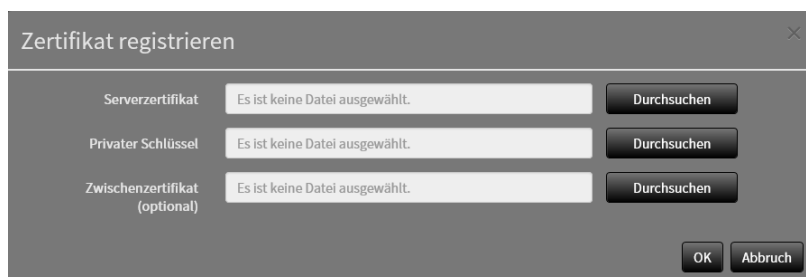 Zertifikat registrieren
Serverzertifikat Es ist keine Datei ausgewählt. Durchsuchen
Privater Schlüssel Es ist keine Datei ausgewählt. Durchsuchen
Zwischenzertifikat Es ist keine Datei ausgewählt. Durchsuchen
(optional)
OK Abbruch